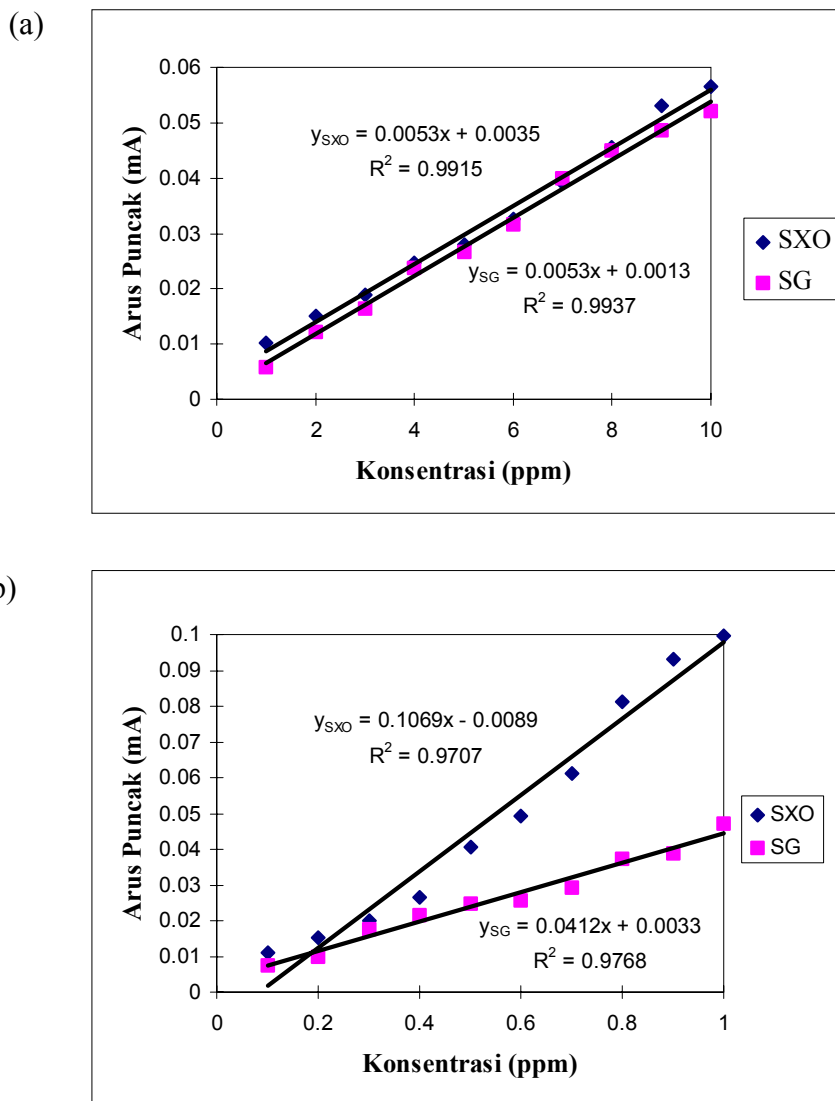 (a)
0.06
0.05
0.04
0.03
0.02
0.01
0
Arus Puncak (mA)
y_SXO = 0.0053x + 0.0035
R² = 0.9915
y_SG = 0.0053x + 0.0013
R² = 0.9937
0 2 4 6 8 10
Konsentrasi (ppm)
SXO
SG
)
0.1
0.09
0.08
0.07
0.06
0.05
0.04
0.03
0.02
0.01
0
Arus Puncak (mA)
y_SXO = 0.1069x - 0.0089
R² = 0.9707
y_SG = 0.0412x + 0.0033
R² = 0.9768
0 0.2 0.4 0.6 0.8 1
Konsentrasi (ppm)
SXO
SG